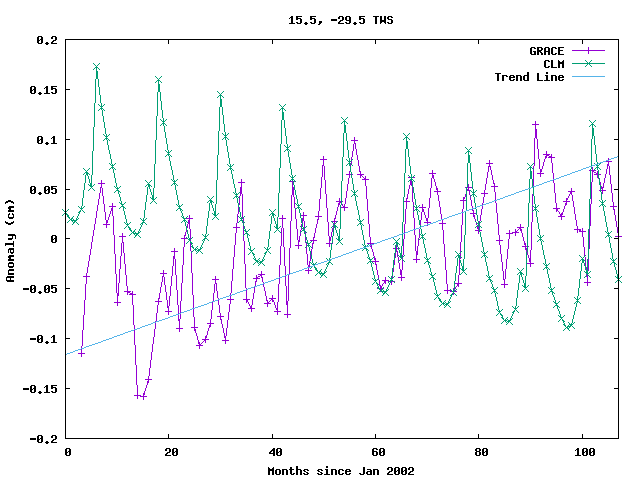 15.5, -29.5 TWS
GRACE
CLM
Trend Line
0.2
0.15
0.1
0.05
0
-0.05
-0.1
-0.15
-0.2
Anomaly (cm)
0 20 40 60 80 100
Months since Jan 2002